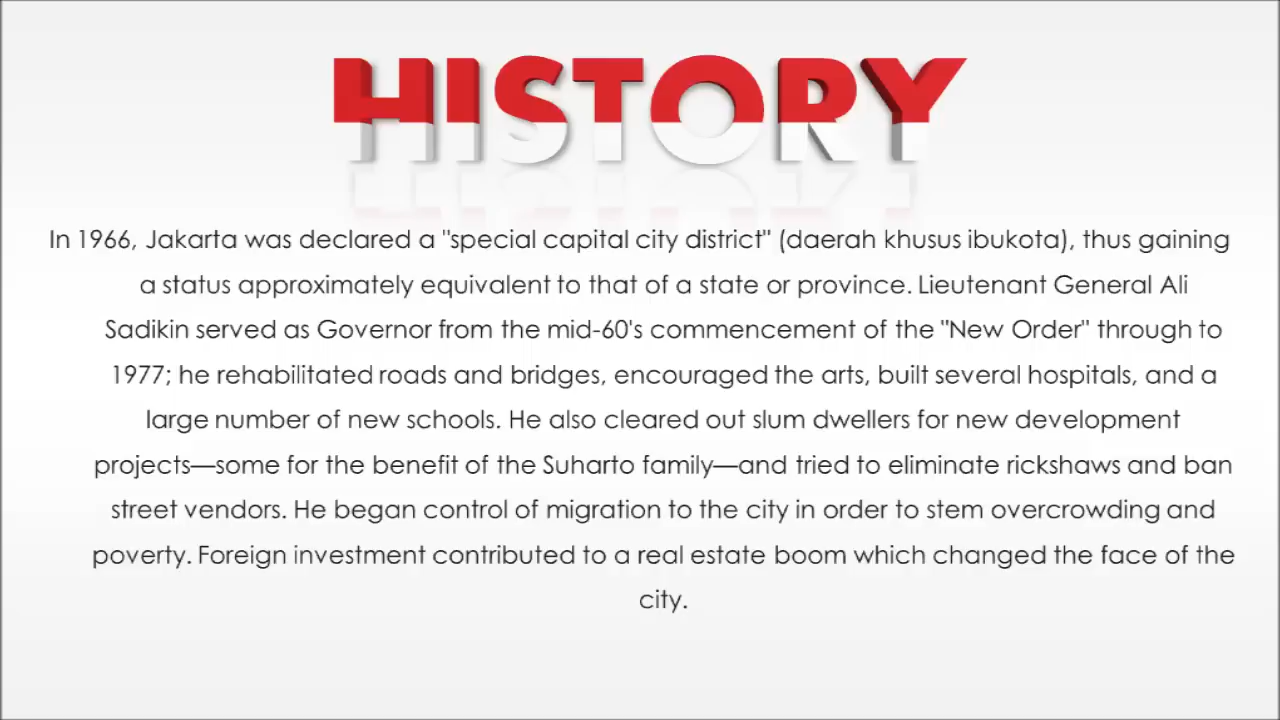 HISTORY
In 1966, Jakarta was declared a "special capital city district" (daerah khusus ibukota), thus gaining
a status approximately equivalent to that of a state or province. Lieutenant General Ali
Sadikin served as Governor from the mid-60's commencement of the "New Order" through to
1977; he rehabilitated roads and bridges, encouraged the arts, built several hospitals, and a
large number of new schools. He also cleared out slum dwellers for new development
projects—some for the benefit of the Suharto family—and tried to eliminate rickshaws and ban
street vendors. He began control of migration to the city in order to stem overcrowding and
poverty. Foreign investment contributed to a real estate boom which changed the face of the
city.